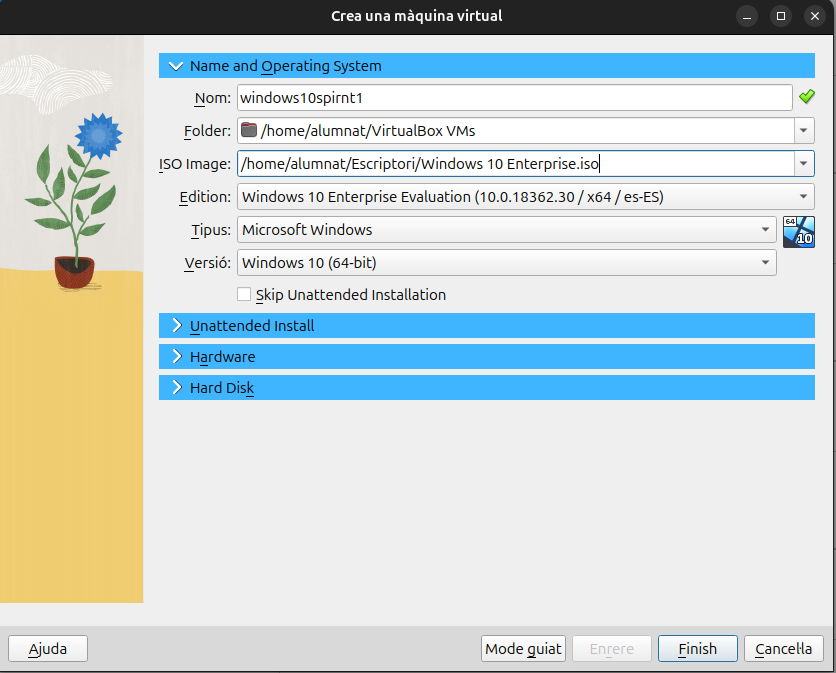 Crea una màquina virtual
Name and Operating System
Nom: windows10spirnt1
Folder: /home/alumnat/VirtualBox VMs
ISO Image: /home/alumnat/Escriptori/Windows 10 Enterprise.iso
Edition: Windows 10 Enterprise Evaluation (10.0.18362.30 / x64 / es-ES)
Tipus: Microsoft Windows
64
10
Versió: Windows 10 (64-bit)
Skip Unattended Installation
Unattended Install
Hardware
Hard Disk
Ajuda Mode guiat Enrere Finish Cancel·la